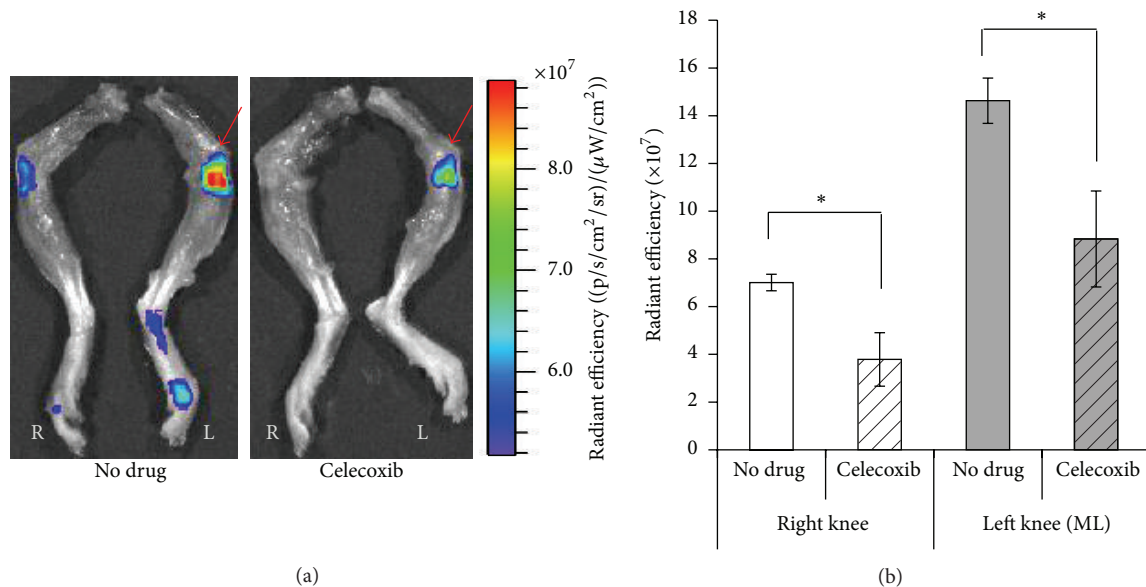 R
L
No drug
R
L
Celecoxib
×10⁷
8.0
7.0
6.0
Radiant efficiency ((p/s/cm²/sr)/(μW/cm²))
(a)
Radiant efficiency (×10⁷)
18
16
14
12
10
8
6
4
2
0
*
*
No drug
Celecoxib
No drug
Celecoxib
Right knee
Left knee (ML)
(b)